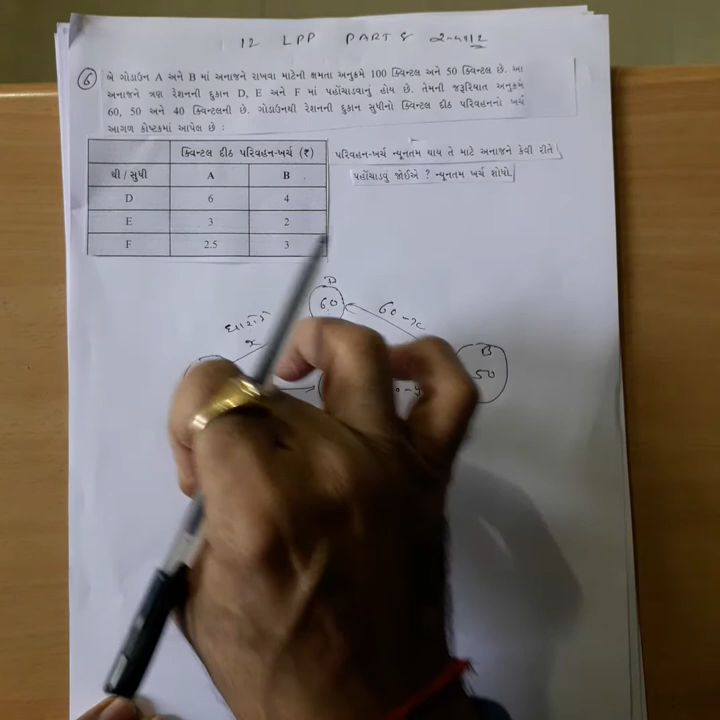 12 LPP PART 8 2-ભાગ2
6 બે ગોડાઉન A અને B માં અનાજને રાખવા માટેની ક્ષમતા અનુક્રમે 100 ક્વિન્ટલ અને 50 ક્વિન્ટલ છે. આ
અનાજને ત્રણ રેશનની દુકાન D, E અને F માં પહોંચાડવાનું હોય છે. તેમની જરૂરિયાત અનુક્રમે
60, 50 અને 40 ક્વિન્ટલની છે. ગોડાઉનથી રેશનની દુકાન સુધીનો ક્વિન્ટલ દીઠ પરિવહનનો ખર્ચ
આગળ કોષ્ટકમાં આપેલ છે :
ક્વિન્ટલ દીઠ પરિવહન-ખર્ચ (₹)
થી / સુધી A B
D 6 4
E 3 2
F 2.5 3
પરિવહન-ખર્ચ ન્યૂનતમ થાય તે માટે અનાજને કેવી રીતે
પહોંચાડવું જોઈએ ? ન્યૂનતમ ખર્ચ શોધો.
D
60
60-x
ધારોકે
x
B
50